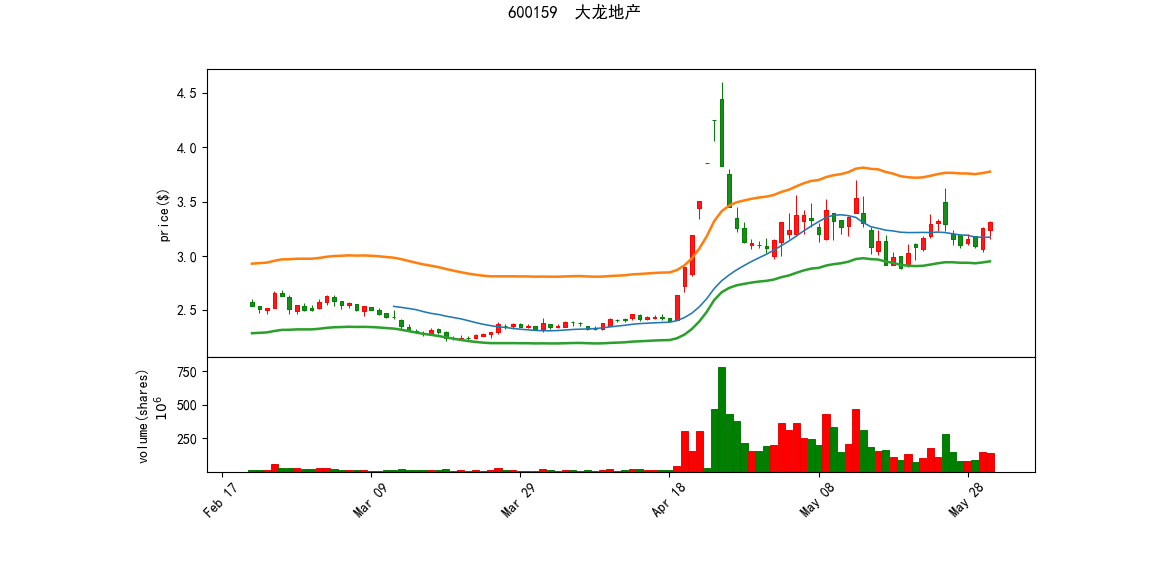 600159 大龙地产
price($)
4.5
4.0
3.5
3.0
2.5
volume(shares)
10^6
750
500
250
Feb 17
Mar 09
Mar 29
Apr 18
May 08
May 28